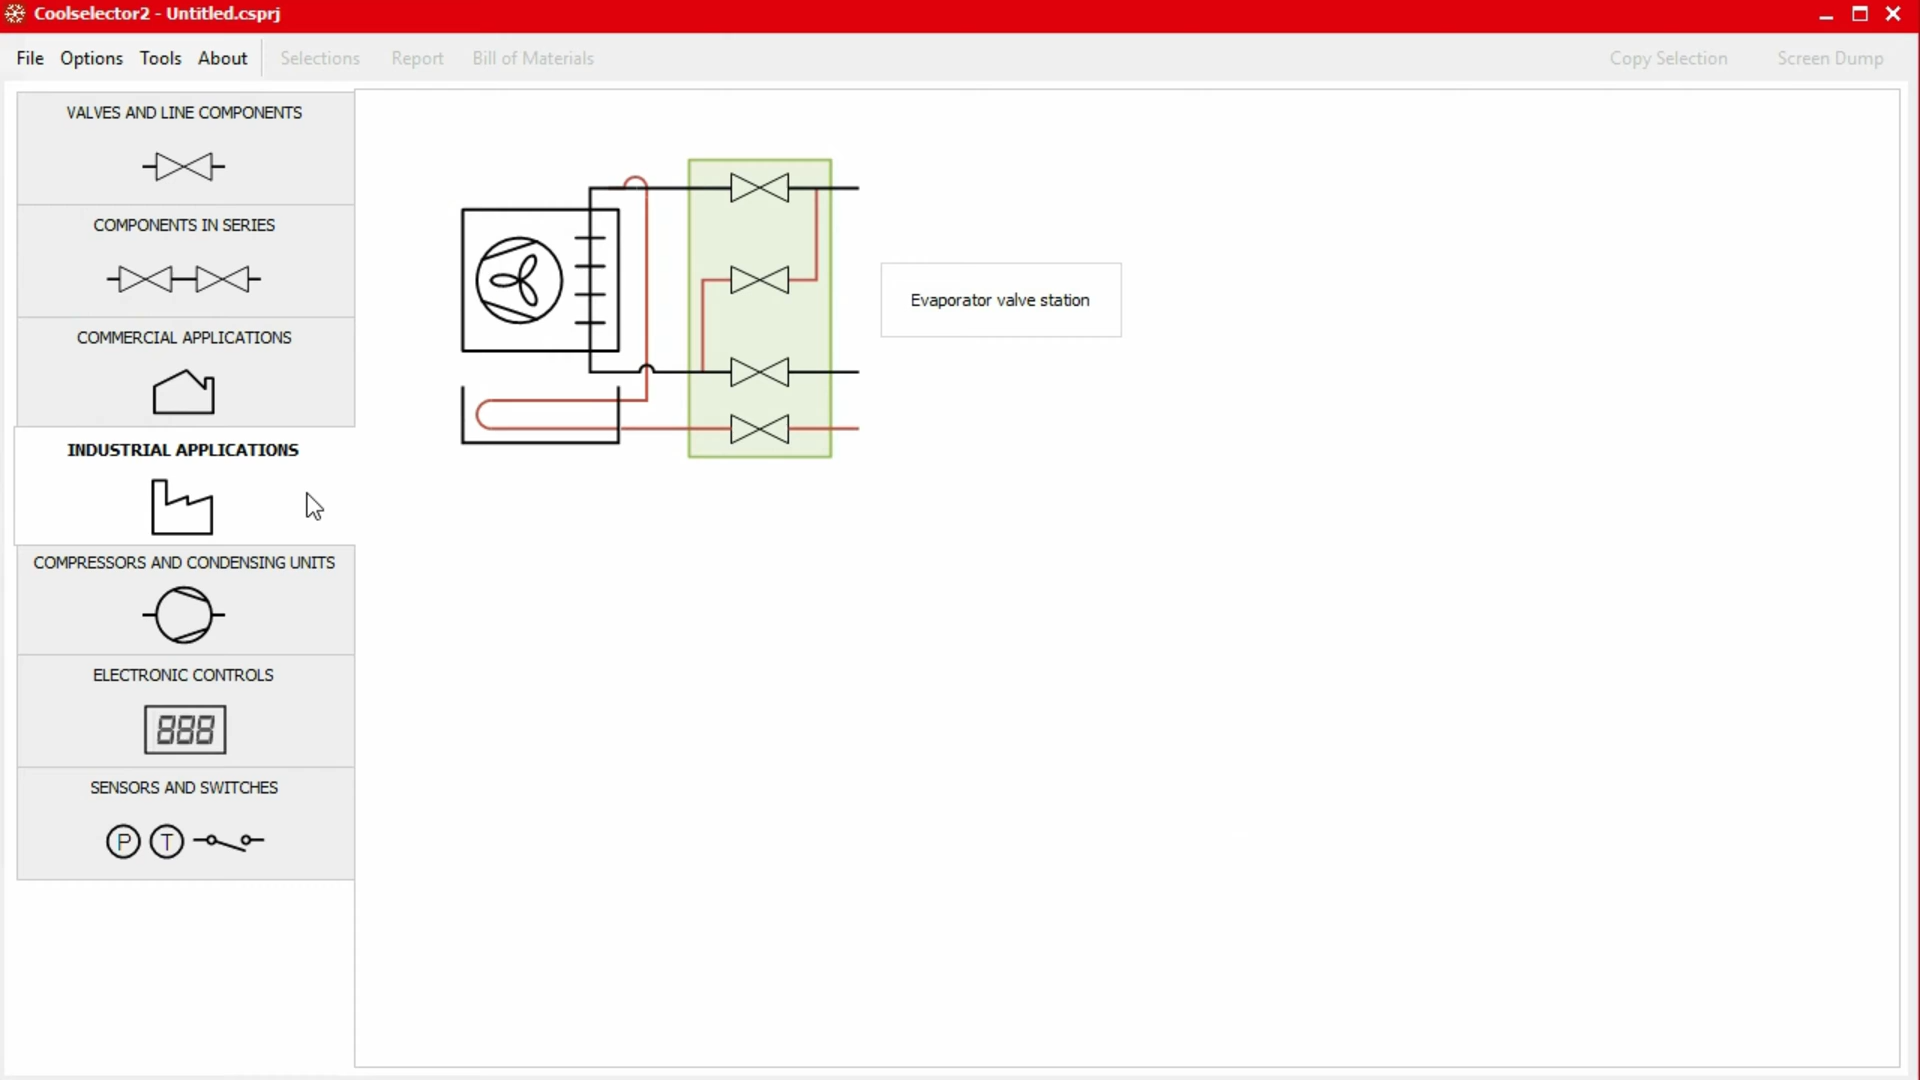 Coolselector2 - Untitled.csprj
File Options Tools About Selections Report Bill of Materials Copy Selection Screen Dump
VALVES AND LINE COMPONENTS
COMPONENTS IN SERIES
COMMERCIAL APPLICATIONS
INDUSTRIAL APPLICATIONS
COMPRESSORS AND CONDENSING UNITS
ELECTRONIC CONTROLS
888
SENSORS AND SWITCHES
P T
Evaporator valve station